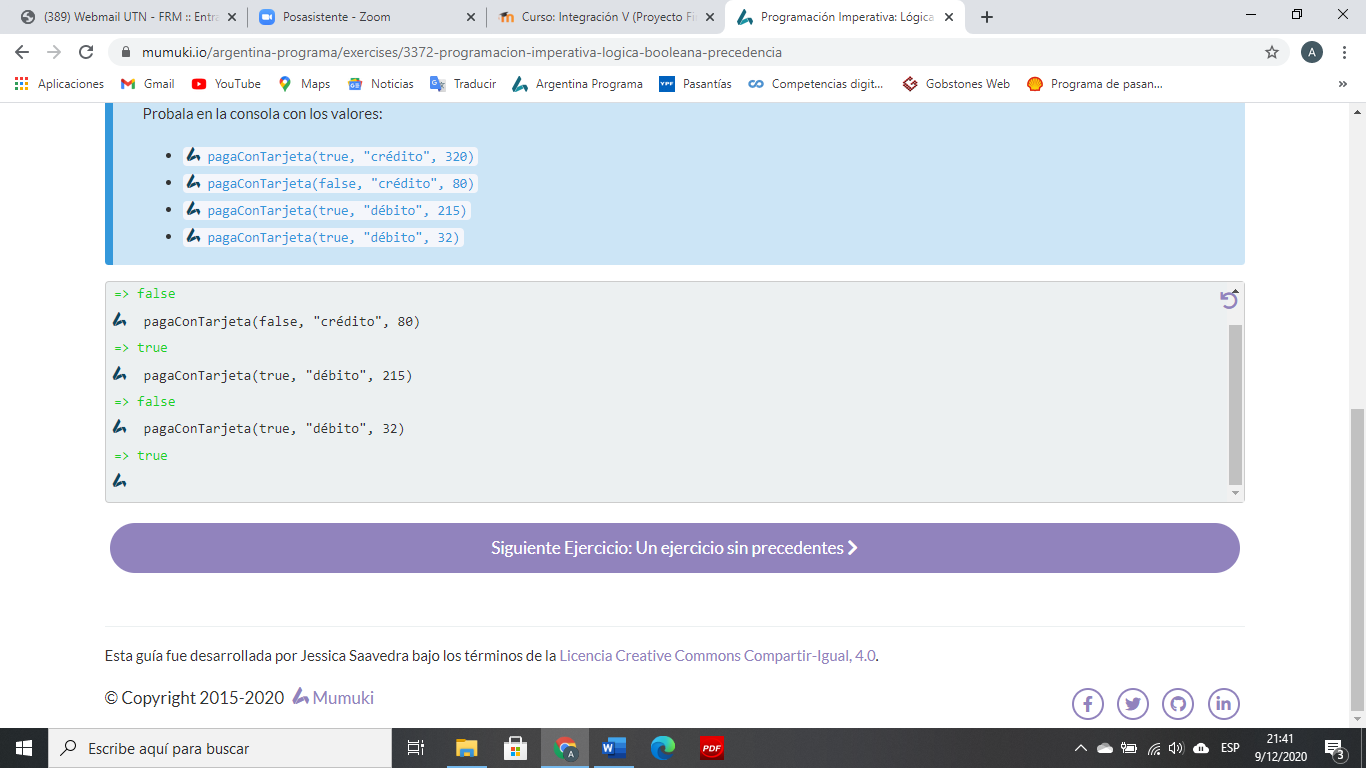 (389) Webmail UTN - FRM :: Entra
Posasistente - Zoom
Curso: Integración V (Proyecto Fi
Programación Imperativa: Lógica
mumuki.io/argentina-programa/exercises/3372-programacion-imperativa-logica-booleana-precedencia
A
Aplicaciones
Gmail
YouTube
Maps
Noticias
Traducir
Argentina Programa
YPF
Pasantías
Competencias digit...
Gobstones Web
Programa de pasan...
»
Probala en la consola con los valores:
pagaConTarjeta(true, "crédito", 320)
pagaConTarjeta(false, "crédito", 80)
pagaConTarjeta(true, "débito", 215)
pagaConTarjeta(true, "débito", 32)
=> false
pagaConTarjeta(false, "crédito", 80)
=> true
pagaConTarjeta(true, "débito", 215)
=> false
pagaConTarjeta(true, "débito", 32)
=> true
Siguiente Ejercicio: Un ejercicio sin precedentes
Esta guía fue desarrollada por Jessica Saavedra bajo los términos de la Licencia Creative Commons Compartir-Igual, 4.0.
© Copyright 2015-2020 Mumuki
Escribe aquí para buscar
A
PDF
ESP
21:41
9/12/2020
3